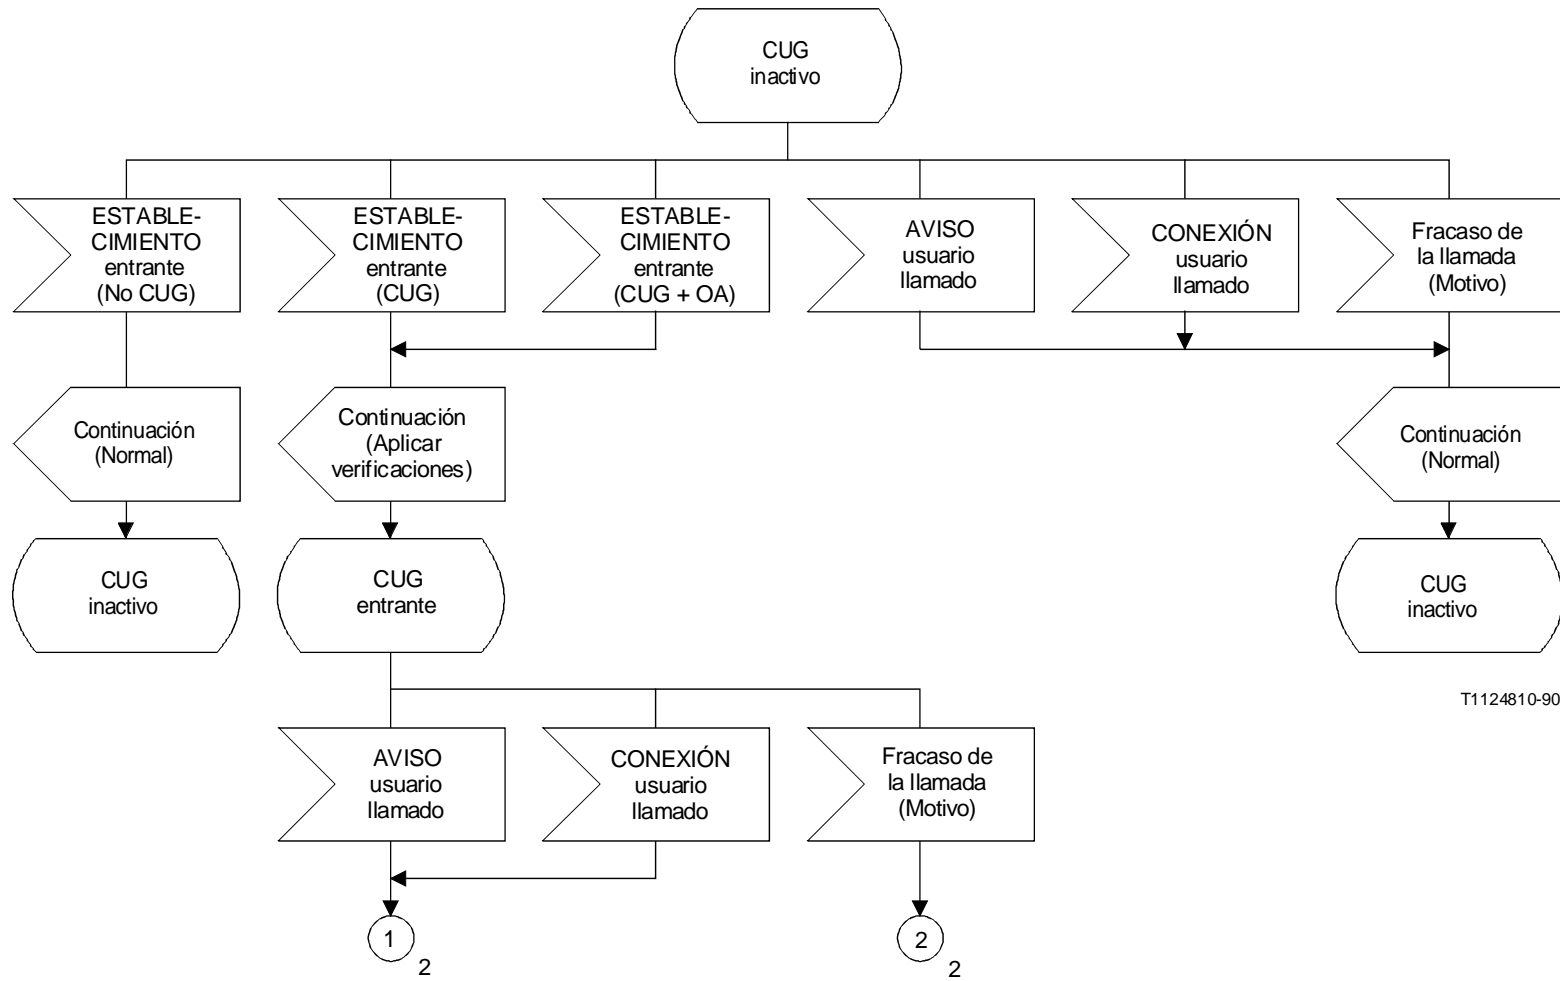 CUG
inactivo
ESTABLE-
CIMIENTO
entrante
(No CUG)
ESTABLE-
CIMIENTO
entrante
(CUG)
ESTABLE-
CIMIENTO
entrante
(CUG + OA)
AVISO
usuario
llamado
CONEXIÓN
usuario
llamado
Fracaso de
la llamada
(Motivo)
Continuación
(Normal)
Continuación
(Aplicar
verificaciones)
Continuación
(Normal)
CUG
inactivo
CUG
entrante
CUG
inactivo
T1124810-90
AVISO
usuario
llamado
CONEXIÓN
usuario
llamado
Fracaso de
la llamada
(Motivo)
1
2
2
2